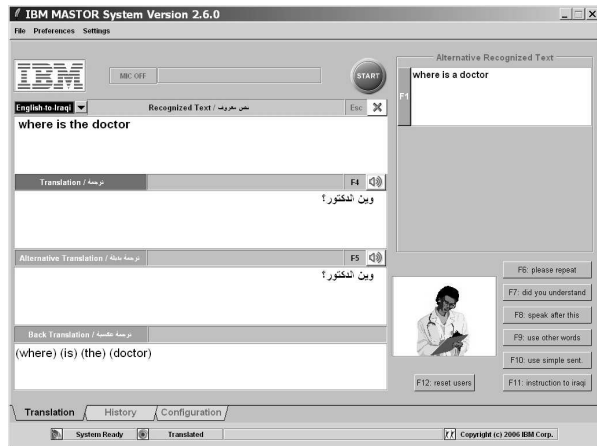 IBM MASTOR System Version 2.6.0
File Preferences Settings
IBM
MIC OFF
START
English-to-Iraqi
Recognized Text / نص معروف
Esc
where is the doctor
Translation / ترجمة
F4
وين الدكتور؟
Alternative Translation / ترجمة بديلة
F5
وين الدكتور؟
Back Translation / ترجمة عكسية
(where) (is) (the) (doctor)
Alternative Recognized Text
F1
where is a doctor
F6: please repeat
F7: did you understand
F8: speak after this
F9: use other words
F10: use simple sent.
F12: reset users
F11: instruction to iraqi
Translation
History
Configuration
System Ready
Translated
Copyright (c) 2006 IBM Corp.